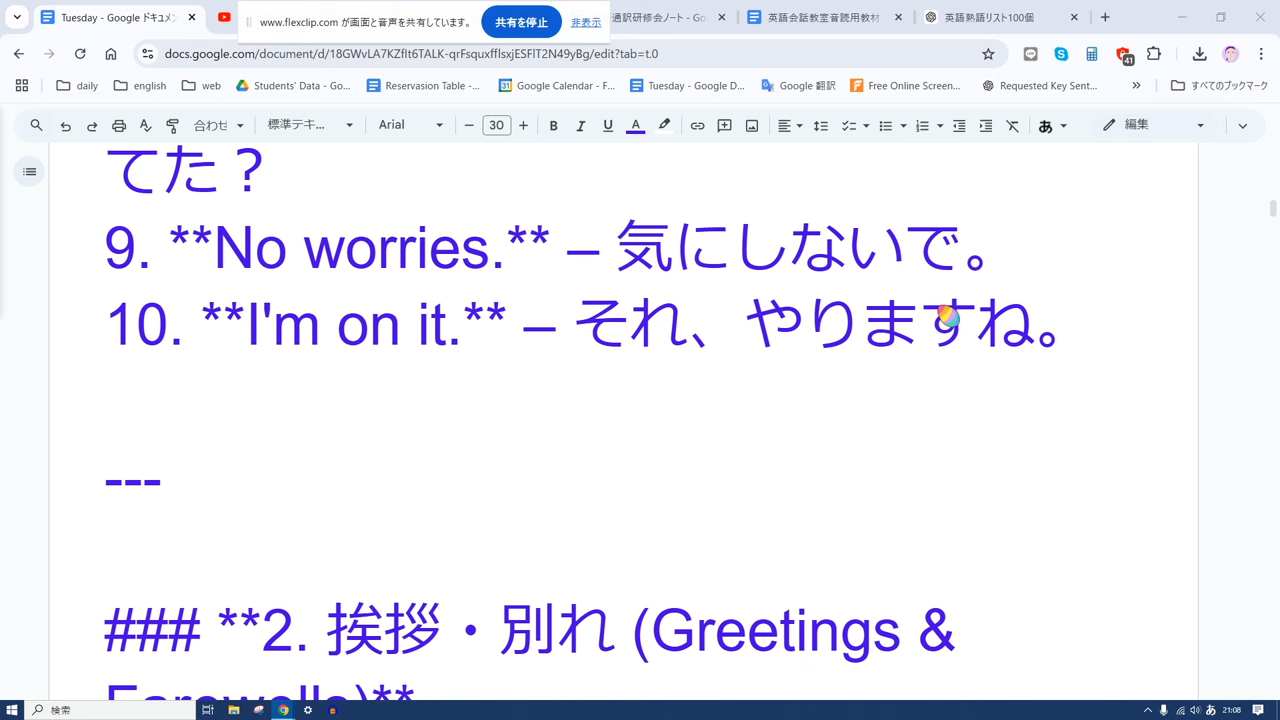 Tuesday - Google ドキュメン
www.flexclip.com が画面と音声を共有しています。
共有を停止
非表示
通訳研修会ノート - Go
英語会話教室音読用教材
英語熟語リスト100個
docs.google.com/document/d/18GWvLA7KZflt6TALK-qrFsquxfflsxjESFlT2N49yBg/edit?tab=t.0
41
daily
english
web
Students' Data - Go...
Reservasion Table -...
Google Calendar - F...
Tuesday - Google D...
Google 翻訳
Free Online Screen...
Requested Key Sent...
すべてのブックマーク
合わせ
標準テキ...
Arial
30
B
I
U
A
あ
編集
てた？
9. **No worries.** – 気にしないで。
10. **I'm on it.** – それ、やりますね。
---
### **2. 挨拶・別れ (Greetings &
Farewells)**
検索
あ
21:08